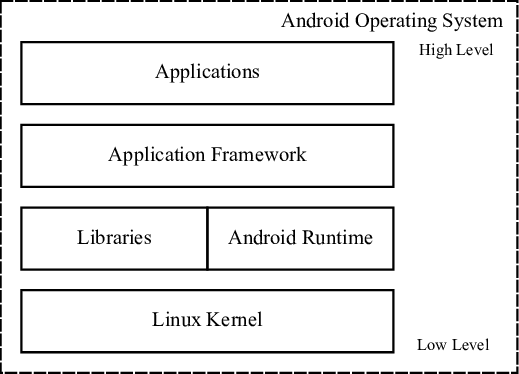 Android Operating System
High Level
Applications
Application Framework
Libraries
Android Runtime
Linux Kernel
Low Level